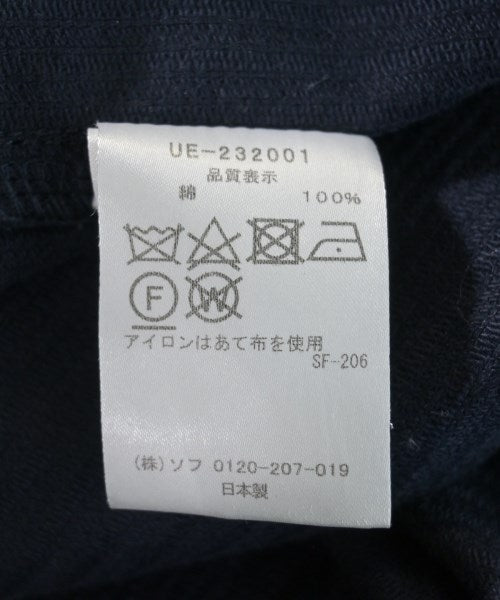 UE-232001
品質表示
綿 100%
F W
アイロンはあて布を使用
SF-206
(株)ソフ 0120-207-019
日本製